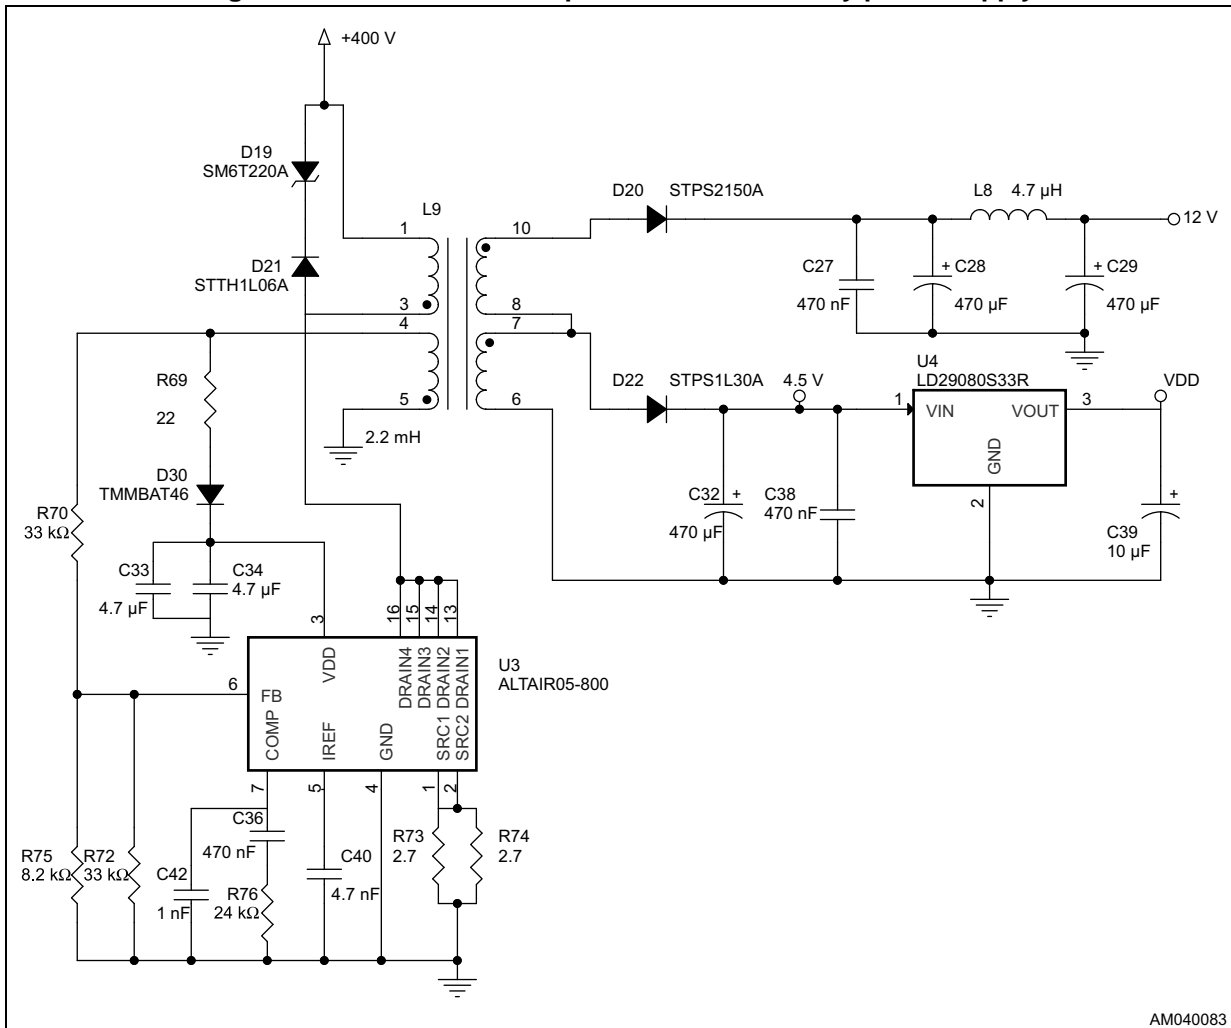 +400 V
D19
SM6T220A
D21
STTH1L06A
L9
1
3
4
5
10
8
7
6
2.2 mH
D20
STPS2150A
L8
4.7 µH
12 V
C27
470 nF
+
C28
470 µF
+
C29
470 µF
D22
STPS1L30A
4.5 V
U4
LD29080S33R
1
VIN
VOUT
3
GND
2
VDD
C32
+
470 µF
C38
470 nF
+
C39
10 µF
R69
22
D30
TMMBAT46
R70
33 kΩ
C33
4.7 µF
C34
4.7 µF
3
16
15
14
13
VDD
DRAIN4
DRAIN3
DRAIN2
DRAIN1
U3
ALTAIR05-800
6
FB
COMP
IREF
GND
SRC1
SRC2
7
5
4
1
2
C36
470 nF
R73
2.7
R74
2.7
R75
8.2 kΩ
R72
33 kΩ
C42
1 nF
R76
24 kΩ
C40
4.7 nF
AM040083